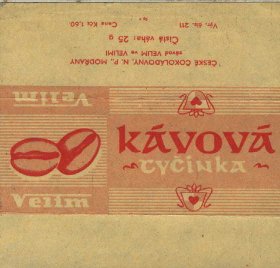 Výr. čís. 211 Cena Kčs 1,60
Čistá váha: 25 g
závod VELIM ve VELIMI
ČESKÉ ČOKOLÁDOVNY, N. P., MODŘANY
Velim
KÁVOVÁ
TYČINKA
Velim